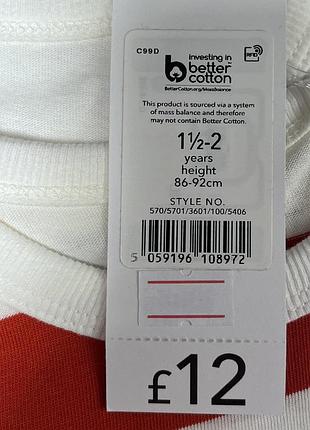 C99D
investing in
RFID
better
cotton
BetterCotton.org/MassBalance
This product is sourced via a system
of mass balance and therefore
may not contain Better Cotton.
1½-2
years
height
86-92cm
STYLE NO.
570/5701/3601/100/5406
5 059196 108972
£12